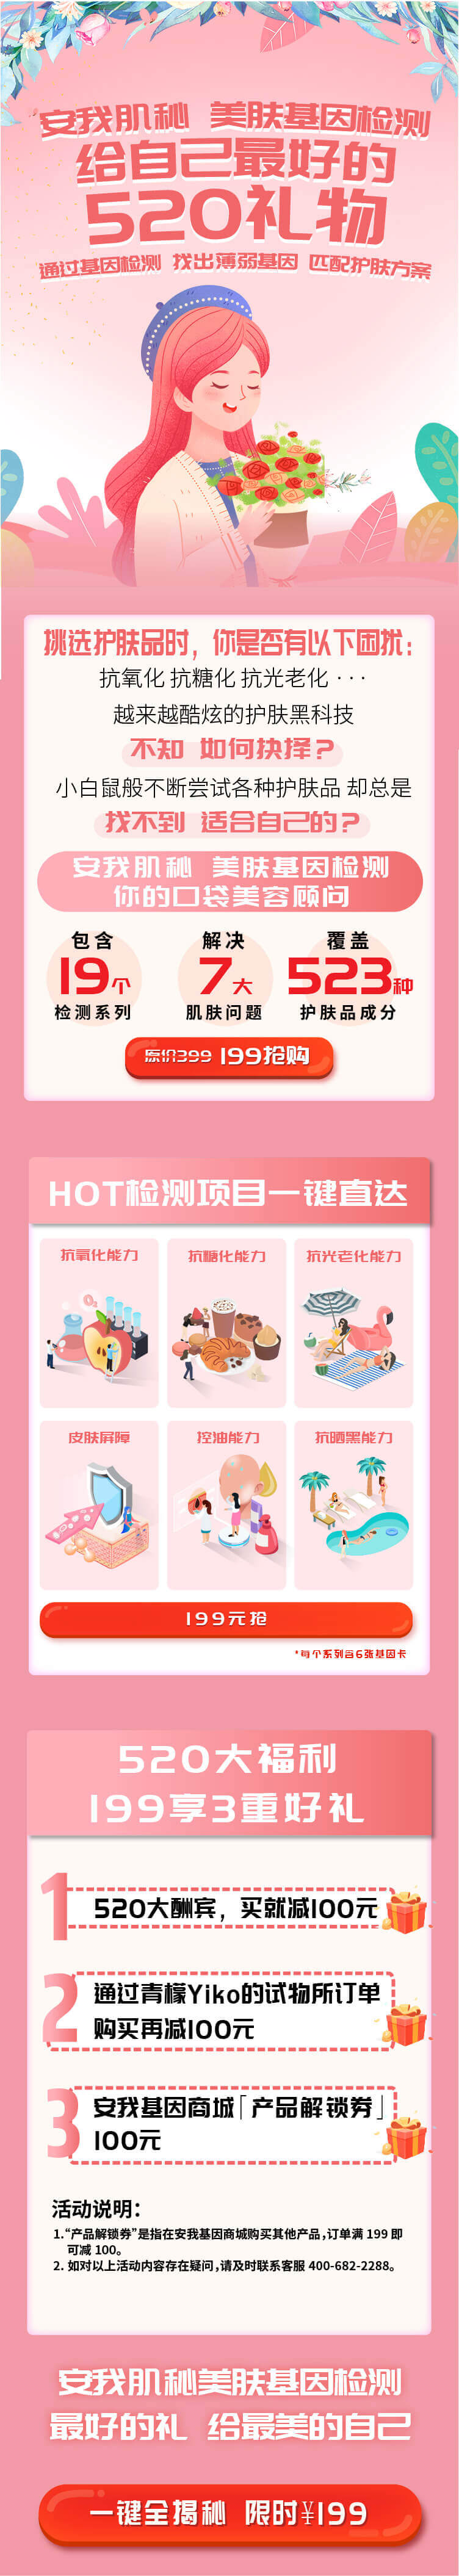 安我肌秘 美肤基因检测
给自己最好的
520礼物
通过基因检测 找出薄弱基因 匹配护肤方案
挑选护肤品时，你是否有以下困扰：
抗氧化 抗糖化 抗光老化 ···
越来越酷炫的护肤黑科技
不知 如何抉择？
小白鼠般不断尝试各种护肤品 却总是
找不到 适合自己的？
安我肌秘 美肤基因检测
你的口袋美容顾问
包含 解决 覆盖
19个 7大 523种
检测系列 肌肤问题 护肤品成分
原价399 199抢购
HOT检测项目一键直达
抗氧化能力 抗糖化能力 抗光老化能力
O2
皮肤屏障 控油能力 抗晒黑能力
199元抢
*每个系列含6张基因卡
520大福利
199享3重好礼
1 520大酬宾，买就减100元
2 通过青檬Yiko的试物所订单
购买再减100元
3 安我基因商城「产品解锁券」
100元
活动说明：
1.“产品解锁券”是指在安我基因商城购买其他产品，订单满 199 即
可减 100。
2. 如对以上活动内容存在疑问，请及时联系客服 400-682-2288。
安我肌秘美肤基因检测
最好的礼 给最美的自己
一键全揭秘 限时¥199